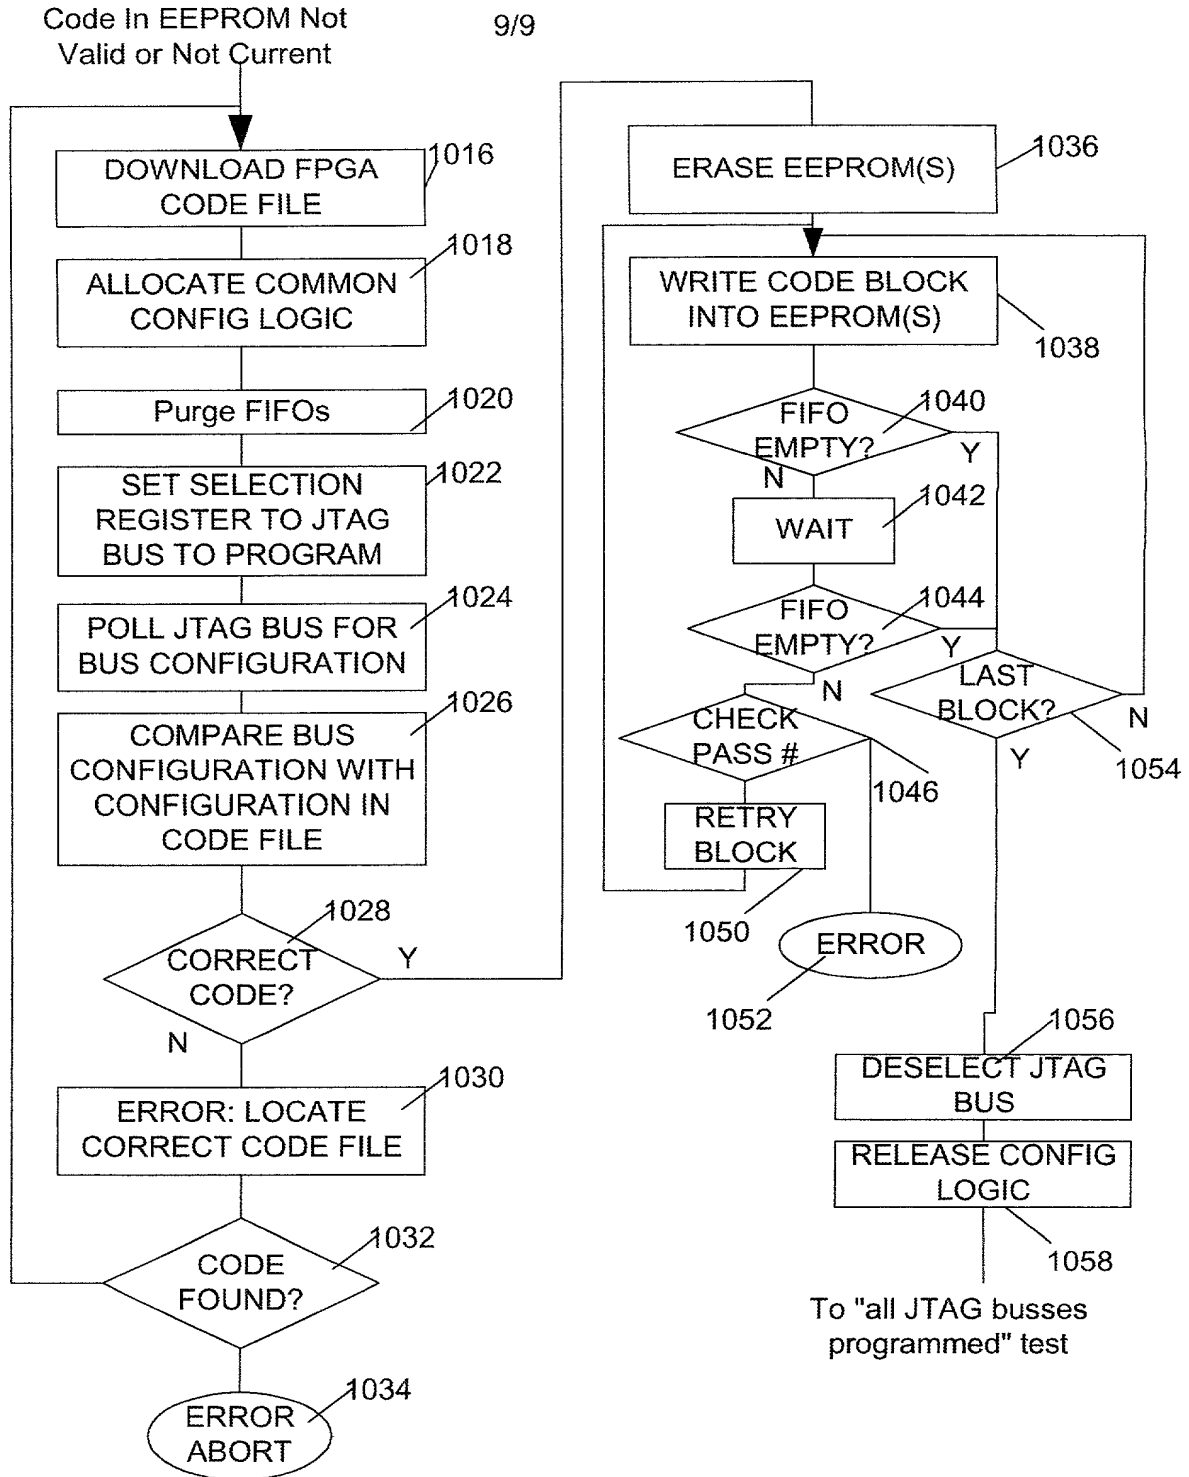 Code In EEPROM Not
Valid or Not Current
9/9
DOWNLOAD FPGA
CODE FILE
1016
ALLOCATE COMMON
CONFIG LOGIC
1018
Purge FIFOs
1020
SET SELECTION
REGISTER TO JTAG
BUS TO PROGRAM
1022
POLL JTAG BUS FOR
BUS CONFIGURATION
1024
COMPARE BUS
CONFIGURATION WITH
CONFIGURATION IN
CODE FILE
1026
CORRECT
CODE?
1028
Y
N
ERROR: LOCATE
CORRECT CODE FILE
1030
CODE
FOUND?
1032
ERROR
ABORT
1034
ERASE EEPROM(S)
1036
WRITE CODE BLOCK
INTO EEPROM(S)
1038
FIFO
EMPTY?
1040
Y
N
WAIT
1042
FIFO
EMPTY?
1044
Y
N
CHECK
PASS #
1046
RETRY
BLOCK
1050
ERROR
1052
LAST
BLOCK?
N
Y
1054
DESELECT JTAG
BUS
1056
RELEASE CONFIG
LOGIC
1058
To "all JTAG busses
programmed" test